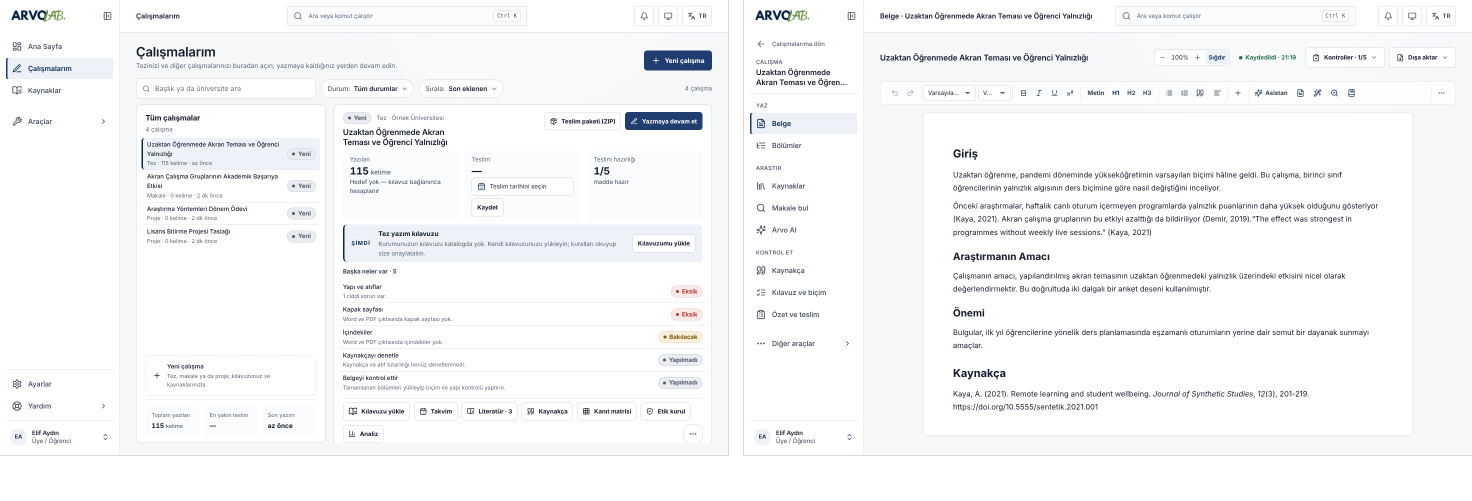 ARVOLAB.
Çalışmalarım
Ara veya komut çalıştır
Ctrl K
TR
Ana Sayfa
Çalışmalarım
Kaynaklar
Araçlar
Ayarlar
Yardım
EA
Elif Aydın
Üye / Öğrenci
Çalışmalarım
Tezinizi ve diğer çalışmalarınızı buradan açın; yazmaya kaldığınız yerden devam edin.
Yeni çalışma
Başlık ya da üniversite ara
Durum: Tüm durumlar
Sırala: Son eklenen
4 çalışma
Tüm çalışmalar
4 çalışma
Uzaktan Öğrenmede Akran Teması ve Öğrenci
Yalnızlığı
Tez · 115 kelime · az önce
Yeni
Akran Çalışma Gruplarının Akademik Başarıya
Etkisi
Makale · 0 kelime · 2 dk önce
Yeni
Araştırma Yöntemleri Dönem Ödevi
Proje · 0 kelime · 2 dk önce
Yeni
Lisans Bitirme Projesi Taslağı
Proje · 0 kelime · 2 dk önce
Yeni
Yeni çalışma
Tez, makale ya da proje; kılavuzunuz ve
kaynaklarınızla
Toplam yazılan
115 kelime
En yakın teslim
—
Son yazım
az önce
Yeni
Tez · Örnek Üniversitesi
Uzaktan Öğrenmede Akran
Teması ve Öğrenci Yalnızlığı
Teslim paketi (ZIP)
Yazmaya devam et
Yazılan
115 kelime
Hedef yok — kılavuz bağlanınca
hesaplanır
Teslim
—
Teslim tarihini seçin
Kaydet
Teslim hazırlığı
1/5
madde hazır
ŞİMDİ
Tez yazım kılavuzu
Kurumunuzun kılavuzu katalogda yok. Kendi kılavuzunuzu yükleyin; kuralları okuyup
size onaylatalım.
Kılavuzumu yükle
Başka neler var · 5
Yapı ve atıflar
1 ciddi sorun var.
Eksik
Kapak sayfası
Word ve PDF çıktısında kapak sayfası yok.
Eksik
İçindekiler
Word ve PDF çıktısında içindekiler yok.
Bakılacak
Kaynakçayı denetle
Kaynakça ve atıf tutarlılığı henüz denetlenmedi.
Yapılmadı
Belgeyi kontrol ettir
Tamamlanan bölümleri yükleyip biçim ve yapı kontrolü yaptırın.
Yapılmadı
Kılavuzu yükle
Takvim
Literatür · 3
Kaynakça
Kanıt matrisi
Etik kurul
Analiz
ARVOLAB.
Belge · Uzaktan Öğrenmede Akran Teması ve Öğrenci Yalnızlığı
Ara veya komut çalıştır
Ctrl K
TR
Çalışmalarıma dön
ÇALIŞMA
Uzaktan Öğrenmede
Akran Teması ve Öğren...
YAZ
Belge
Bölümler
ARAŞTIR
Kaynaklar
Makale bul
Arvo AI
KONTROL ET
Kaynakça
Kılavuz ve biçim
Özet ve teslim
Diğer araçlar
EA
Elif Aydın
Üye / Öğrenci
Uzaktan Öğrenmede Akran Teması ve Öğrenci Yalnızlığı
100%
Sığdır
Kaydedildi · 21:19
Kontroller · 1/5
Dışa aktar
Varsayıla...
V...
B I U x²
Metin H1 H2 H3
Asistan
Giriş
Uzaktan öğrenme, pandemi döneminde yükseköğretimin varsayılan biçimi hâline geldi. Bu çalışma, birinci sınıf
öğrencilerinin yalnızlık algısının ders biçimine göre nasıl değiştiğini inceliyor.
Önceki araştırmalar, haftalık canlı oturum içermeyen programlarda yalnızlık puanlarının daha yüksek olduğunu gösteriyor
(Kaya, 2021). Akran çalışma gruplarının bu etkiyi azalttığı da bildiriliyor (Demir, 2019)."The effect was strongest in
programmes without weekly live sessions." (Kaya, 2021)
Araştırmanın Amacı
Çalışmanın amacı, yapılandırılmış akran temasının uzaktan öğrenmedeki yalnızlık üzerindeki etkisini nicel olarak
değerlendirmektir. Bu doğrultuda iki dalgalı bir anket deseni kullanılmıştır.
Önemi
Bulgular, ilk yıl öğrencilerine yönelik ders planlamasında eşzamanlı oturumların yerine dair somut bir dayanak sunmayı
amaçlar.
Kaynakça
Kaya, A. (2021). Remote learning and student wellbeing. Journal of Synthetic Studies, 12(3), 201-219.
https://doi.org/10.5555/sentetik.2021.001